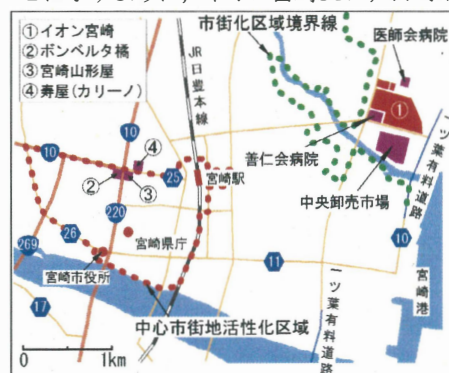 ①イオン宮崎
②ボンベルタ橘
③宮崎山形屋
④寿屋(カリーノ)
市街化区域境界線
医師会病院
JR日豊本線
①
善仁会病院
中央卸売市場
一ツ葉有料道路
10
10
④
②
③
25
宮崎駅
220
26
宮崎県庁
269
宮崎市役所
11
10
宮崎港
17
中心市街地活性化区域
一ツ葉有料道路
0
1km